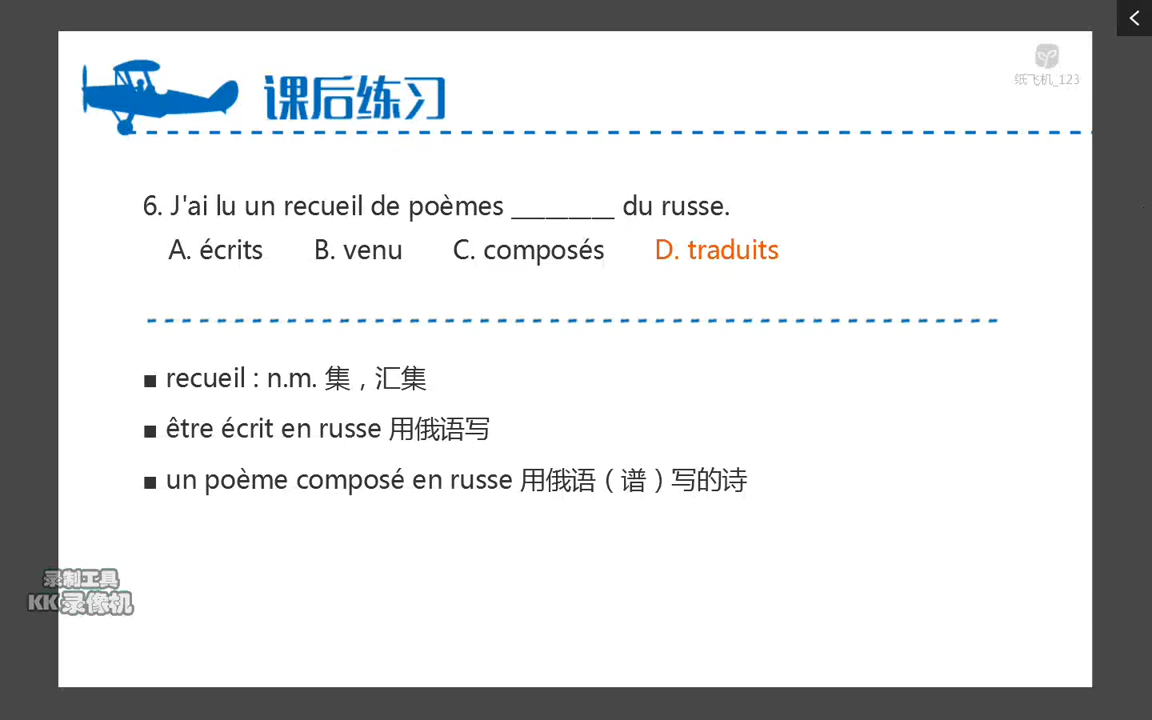 纸飞机_123
课后练习
6. J'ai lu un recueil de poèmes ________ du russe.
A. écrits B. venu C. composés D. traduits
■ recueil : n.m. 集，汇集
■ être écrit en russe 用俄语写
■ un poème composé en russe 用俄语（谱）写的诗
录制工具
KK录像机